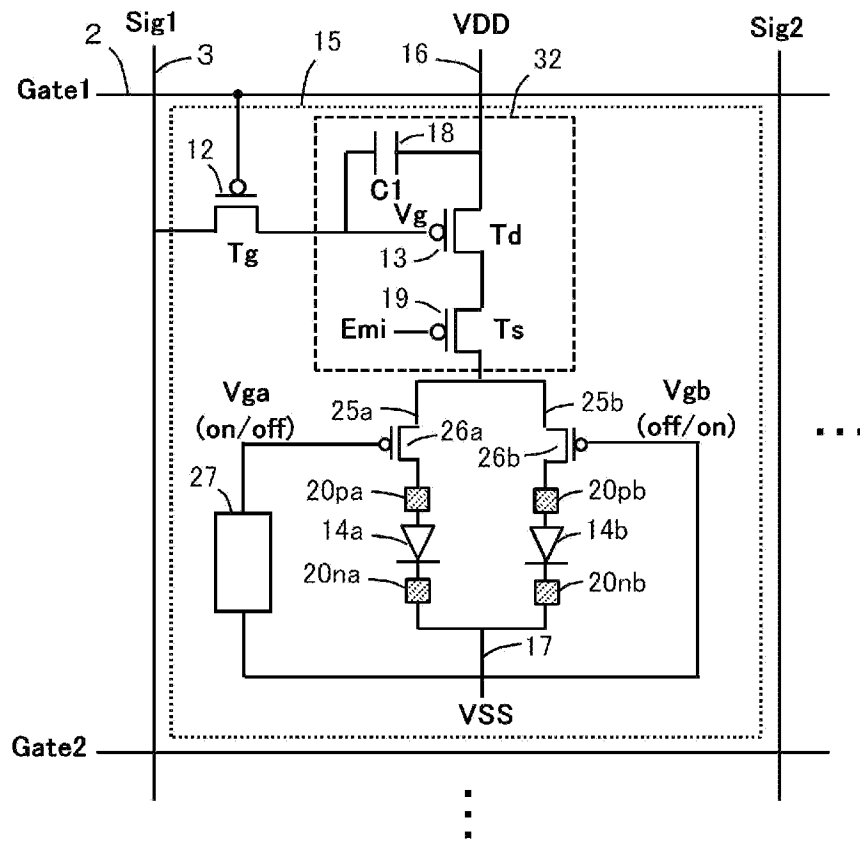 Sig1
VDD
Sig2
2
3
15
16
32
Gate1
18
12
C1
Vg
Td
Tg
13
19
Emi
Ts
Vga
(on/off)
25a
25b
Vgb
(off/on)
26a
26b
...
27
20pa
20pb
14a
14b
20na
20nb
17
VSS
Gate2
...